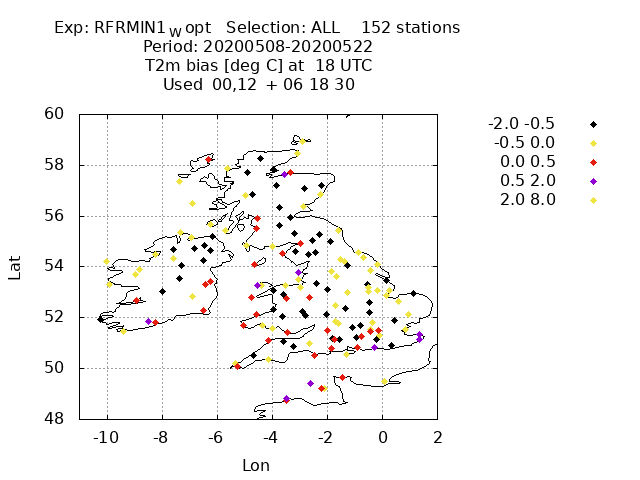 Exp: RFRMIN1 W opt   Selection: ALL    152 stations
Period: 20200508-20200522
T2m bias [deg C] at  18 UTC
Used  00,12  + 06 18 30
-2.0 -0.5
-0.5 0.0
0.0 0.5
0.5 2.0
2.0 8.0
60
58
56
54
52
50
48
Lat
-10 -8 -6 -4 -2 0 2
Lon